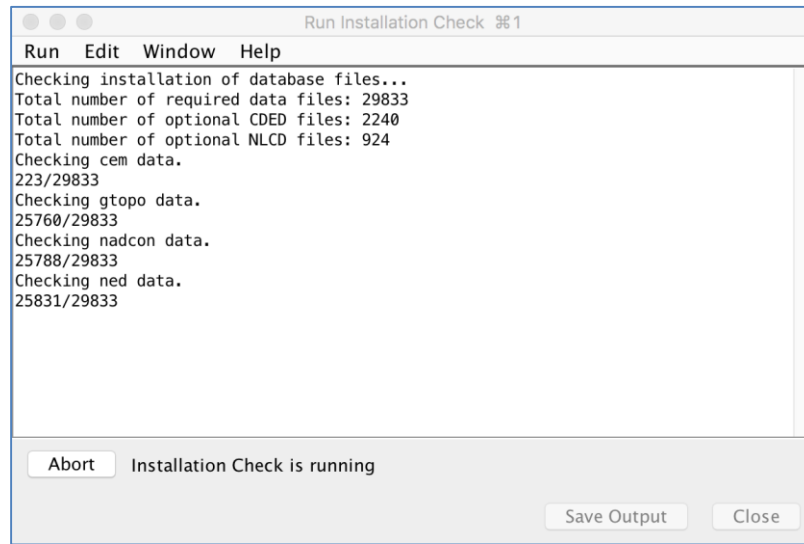 Run Installation Check ⌘1
Run Edit Window Help
Checking installation of database files...
Total number of required data files: 29833
Total number of optional CDED files: 2240
Total number of optional NLCD files: 924
Checking cem data.
223/29833
Checking gtopo data.
25760/29833
Checking nadcon data.
25788/29833
Checking ned data.
25831/29833
Abort Installation Check is running
Save Output Close